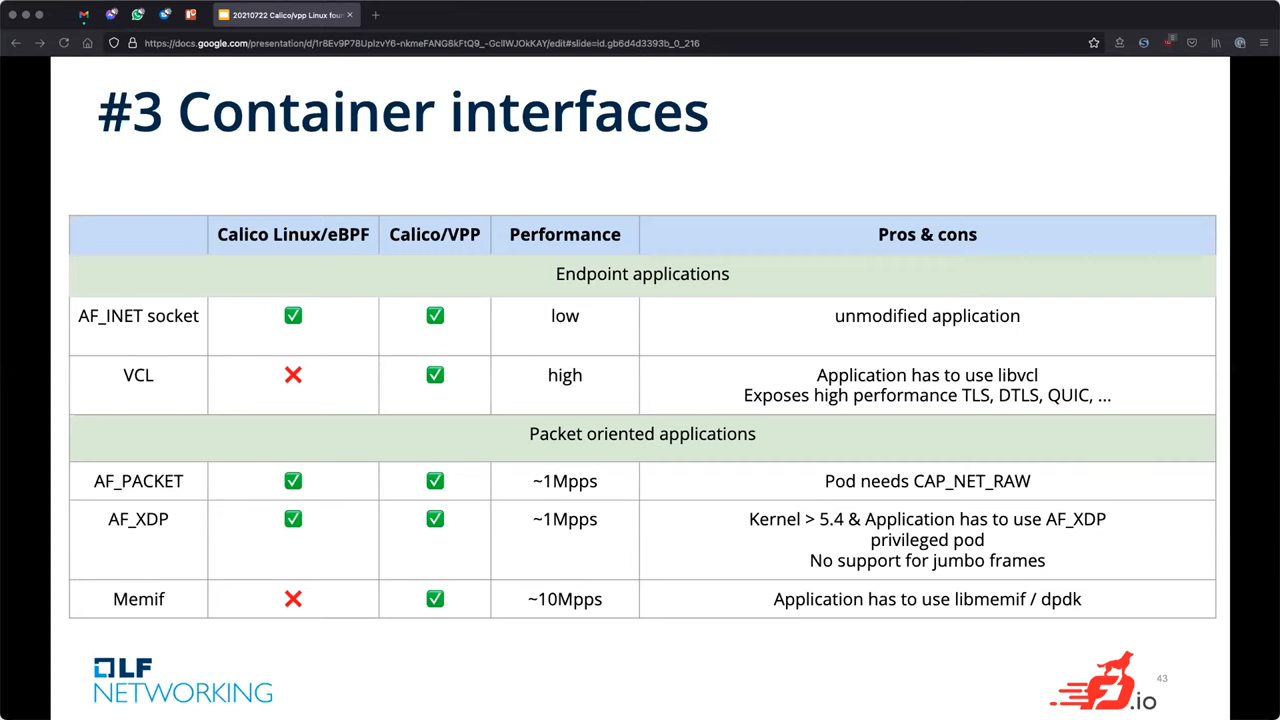 20210722 Calico/vpp Linux foun
https://docs.google.com/presentation/d/1r8Ev9P78UpIzvY6-nkmeFANG8kFtQ9_-GclIWJOkKAY/edit#slide=id.gb6d4d3393b_0_216
#3 Container interfaces
Calico Linux/eBPF Calico/VPP Performance Pros & cons
Endpoint applications
AF_INET socket ✅ ✅ low unmodified application
VCL ❌ ✅ high Application has to use libvcl
Exposes high performance TLS, DTLS, QUIC, ...
Packet oriented applications
AF_PACKET ✅ ✅ ~1Mpps Pod needs CAP_NET_RAW
AF_XDP ✅ ✅ ~1Mpps Kernel > 5.4 & Application has to use AF_XDP
privileged pod
No support for jumbo frames
Memif ❌ ✅ ~10Mpps Application has to use libmemif / dpdk
LF
NETWORKING
FD.io
43